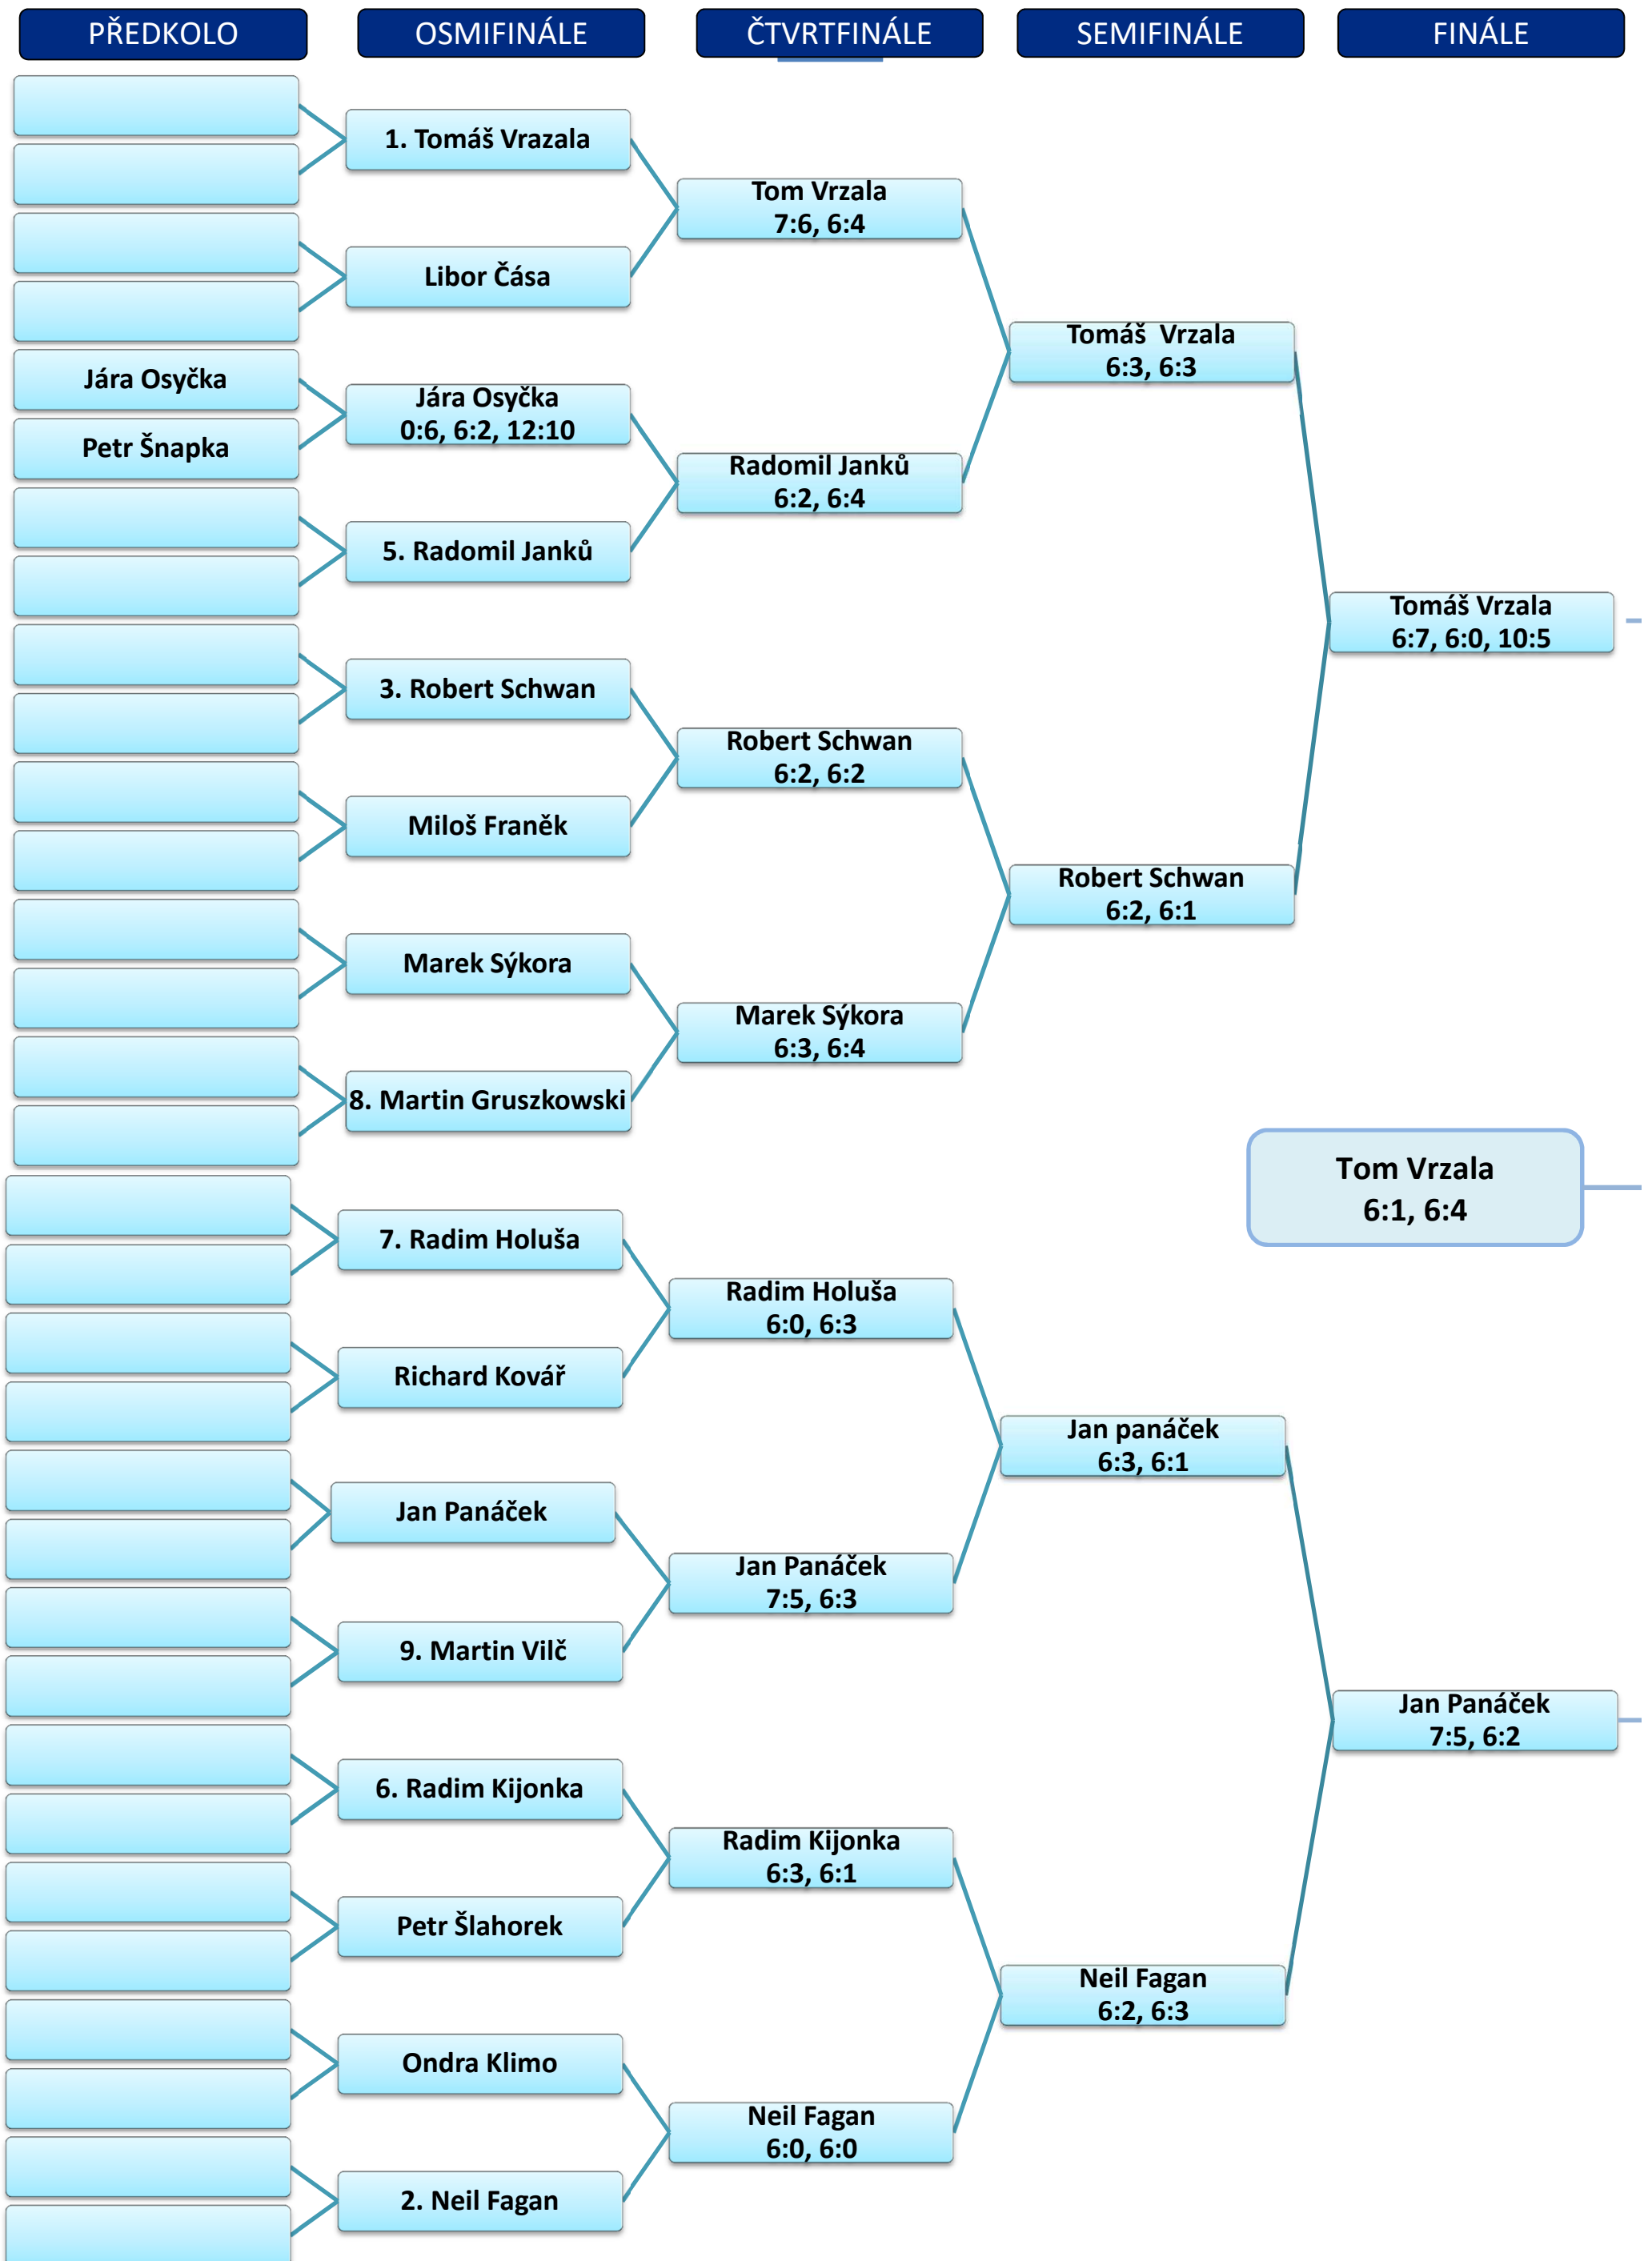 PŘEDKOLO
OSMIFINÁLE
ČTVRTFINÁLE
SEMIFINÁLE
FINÁLE
1. Tomáš Vrazala
Tom Vrzala
7:6, 6:4
Libor Čása
Tomáš  Vrzala
6:3, 6:3
Jára Osyčka
Jára Osyčka
0:6, 6:2, 12:10
Petr Šnapka
Radomil Janků
6:2, 6:4
5. Radomil Janků
Tomáš Vrzala
6:7, 6:0, 10:5
3. Robert Schwan
Robert Schwan
6:2, 6:2
Miloš Franěk
Robert Schwan
6:2, 6:1
Marek Sýkora
Marek Sýkora
6:3, 6:4
8. Martin Gruszkowski
Tom Vrzala
6:1, 6:4
7. Radim Holuša
Radim Holuša
6:0, 6:3
Richard Kovář
Jan panáček
6:3, 6:1
Jan Panáček
Jan Panáček
7:5, 6:3
9. Martin Vilč
Jan Panáček
7:5, 6:2
6. Radim Kijonka
Radim Kijonka
6:3, 6:1
Petr Šlahorek
Neil Fagan
6:2, 6:3
Ondra Klimo
Neil Fagan
6:0, 6:0
2. Neil Fagan